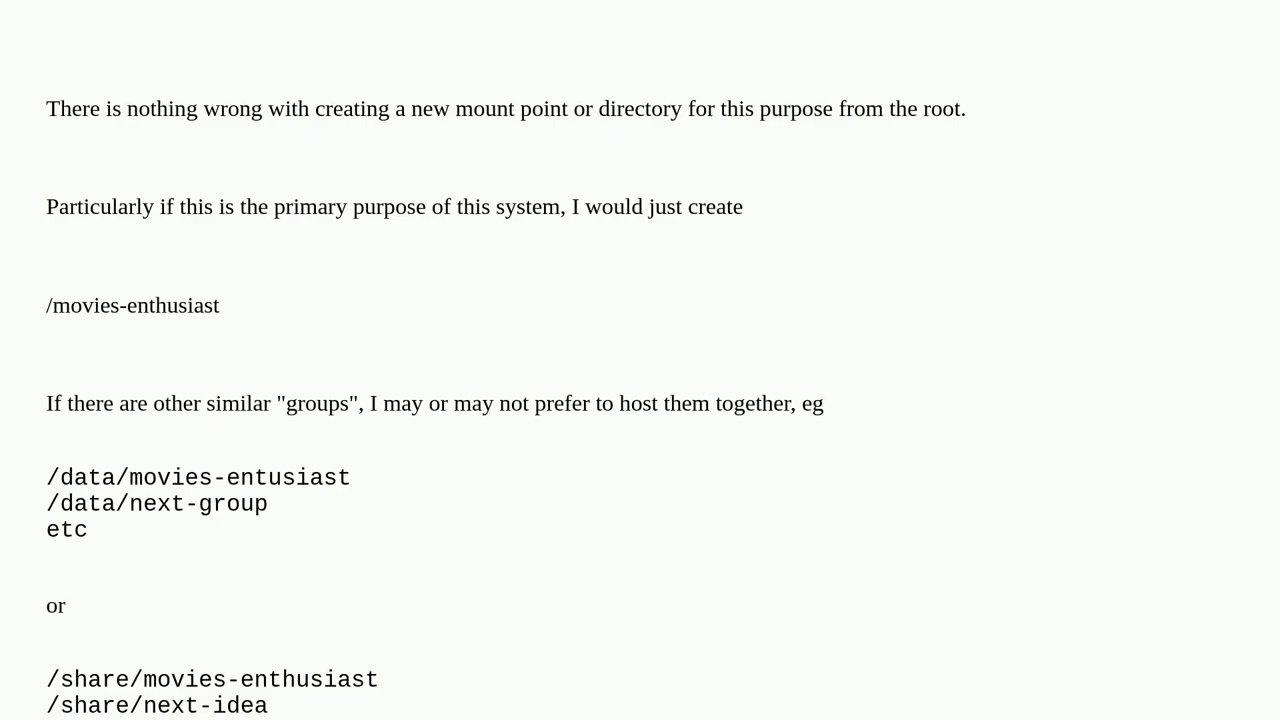 There is nothing wrong with creating a new mount point or directory for this purpose from the root.
Particularly if this is the primary purpose of this system, I would just create
/movies-enthusiast
If there are other similar "groups", I may or may not prefer to host them together, eg
/data/movies-entusiast
/data/next-group
etc
or
/share/movies-enthusiast
/share/next-idea